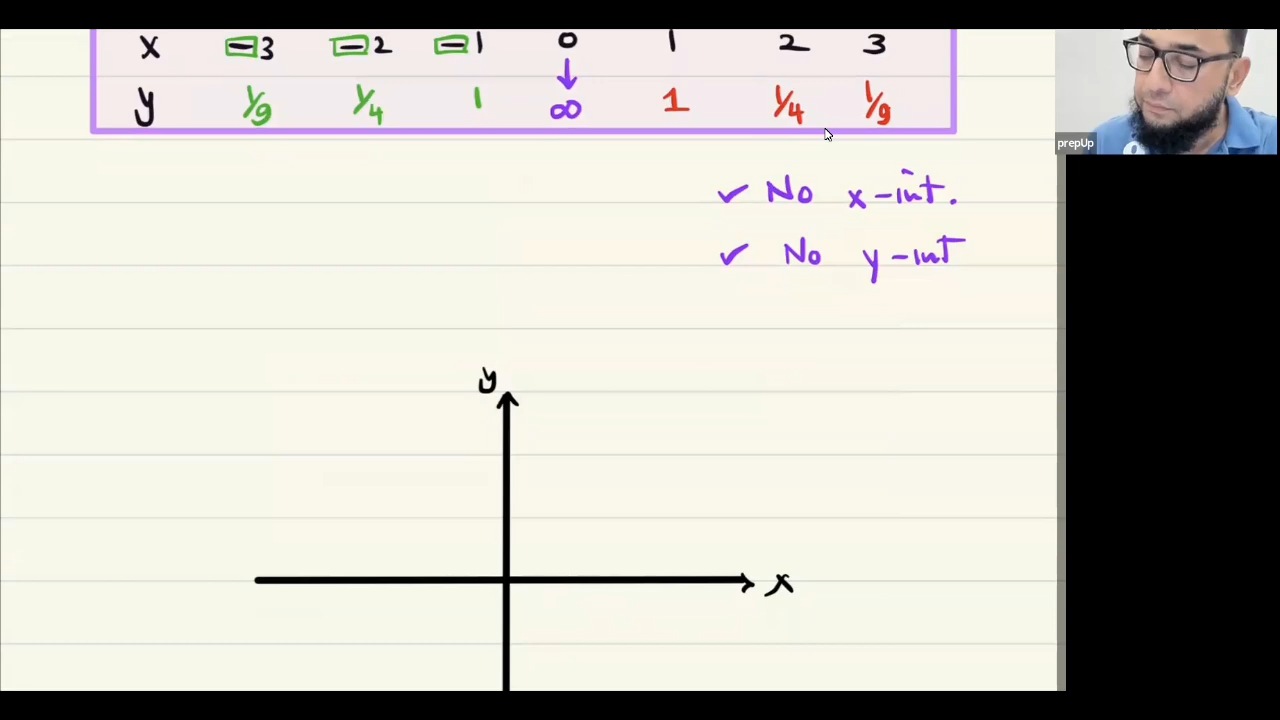 x -3 -2 -1 0 1 2 3
y 1/9 1/4 1 ∞ 1 1/4 1/9
prepUp
✓ No x-int.
✓ No y-int
y
x